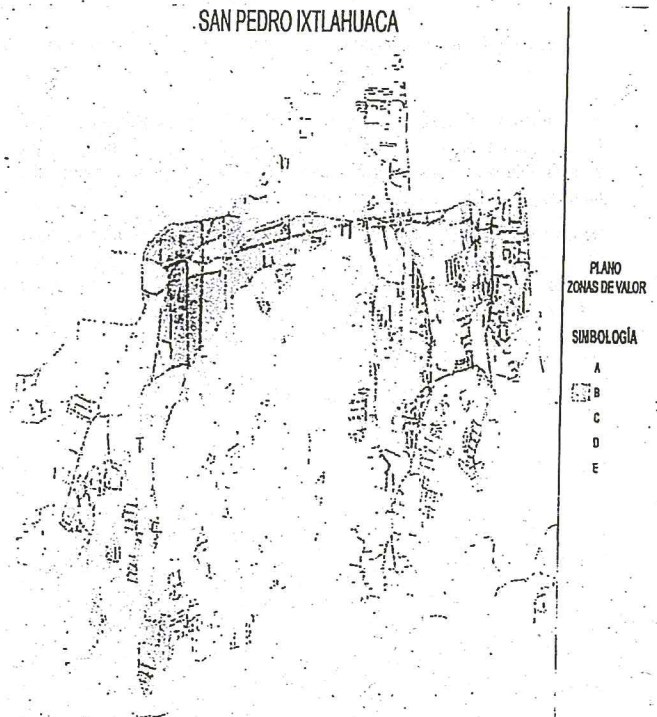 SAN PEDRO IXTLAHUACA
PLANO
ZONAS DE VALOR
SIMBOLOGÍA
A
B
C
D
E